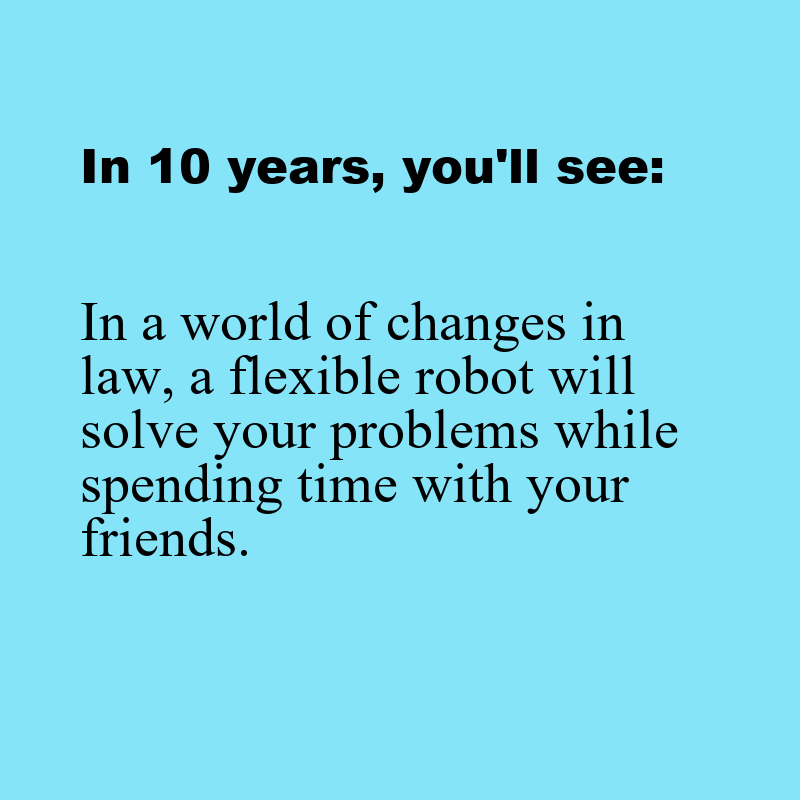 In 10 years, you'll see:
In a world of changes in
law, a flexible robot will
solve your problems while
spending time with your
friends.